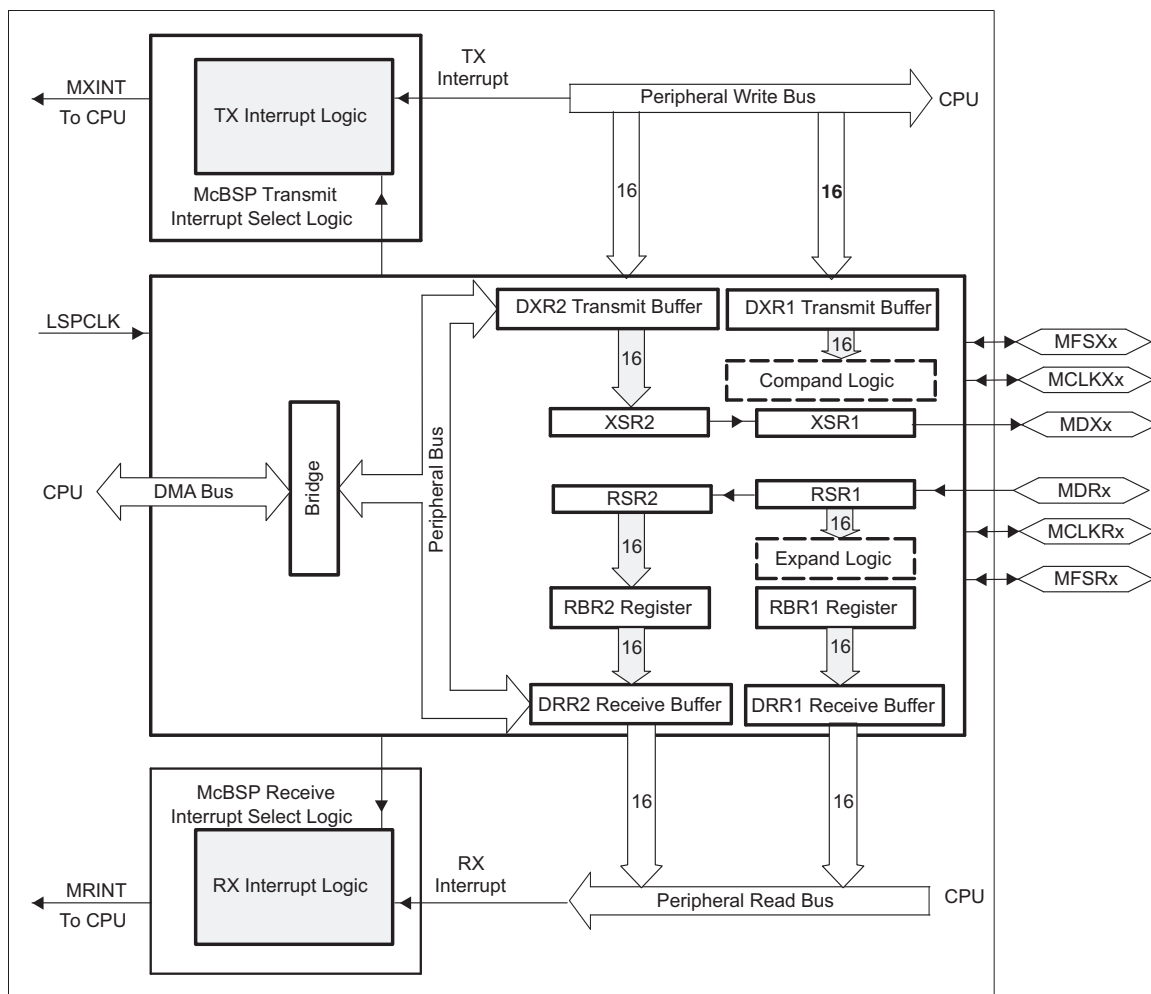 MXINT
To CPU
TX Interrupt Logic
McBSP Transmit
Interrupt Select Logic
TX
Interrupt
Peripheral Write Bus
CPU
16
16
LSPCLK
DXR2 Transmit Buffer
DXR1 Transmit Buffer
16
16
Compand Logic
XSR2
XSR1
MFSXx
MCLKXx
MDXx
CPU
DMA Bus
Bridge
Peripheral Bus
RSR2
RSR1
16
16
Expand Logic
RBR2 Register
RBR1 Register
16
16
DRR2 Receive Buffer
DRR1 Receive Buffer
MDRx
MCLKRx
MFSRx
McBSP Receive
Interrupt Select Logic
RX Interrupt Logic
MRINT
To CPU
RX
Interrupt
16
16
Peripheral Read Bus
CPU